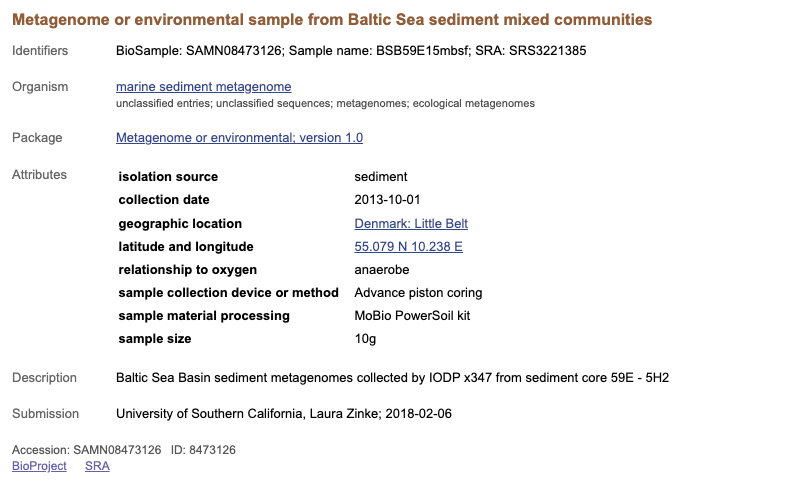 Metagenome or environmental sample from Baltic Sea sediment mixed communities
Identifiers BioSample: SAMN08473126; Sample name: BSB59E15mbsf; SRA: SRS3221385
Organism marine sediment metagenome
unclassified entries; unclassified sequences; metagenomes; ecological metagenomes
Package Metagenome or environmental; version 1.0
Attributes isolation source sediment
collection date 2013-10-01
geographic location Denmark: Little Belt
latitude and longitude 55.079 N 10.238 E
relationship to oxygen anaerobe
sample collection device or method Advance piston coring
sample material processing MoBio PowerSoil kit
sample size 10g
Description Baltic Sea Basin sediment metagenomes collected by IODP x347 from sediment core 59E - 5H2
Submission University of Southern California, Laura Zinke; 2018-02-06
Accession: SAMN08473126 ID: 8473126
BioProject SRA